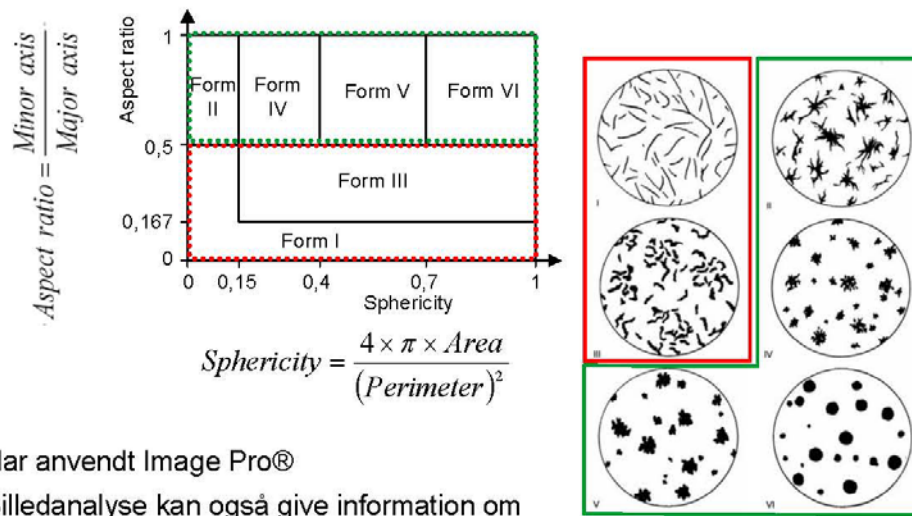 Aspect ratio = Minor axis / Major axis
Aspect ratio
1
0,5
0,167
0
Form II
Form IV
Form V
Form VI
Form III
Form I
0 0,15 0,4 0,7 1
Sphericity
Sphericity = 4 × π × Area / (Perimeter)²
I
II
III
IV
V
VI
anvendt Image Pro®
kan også give information om